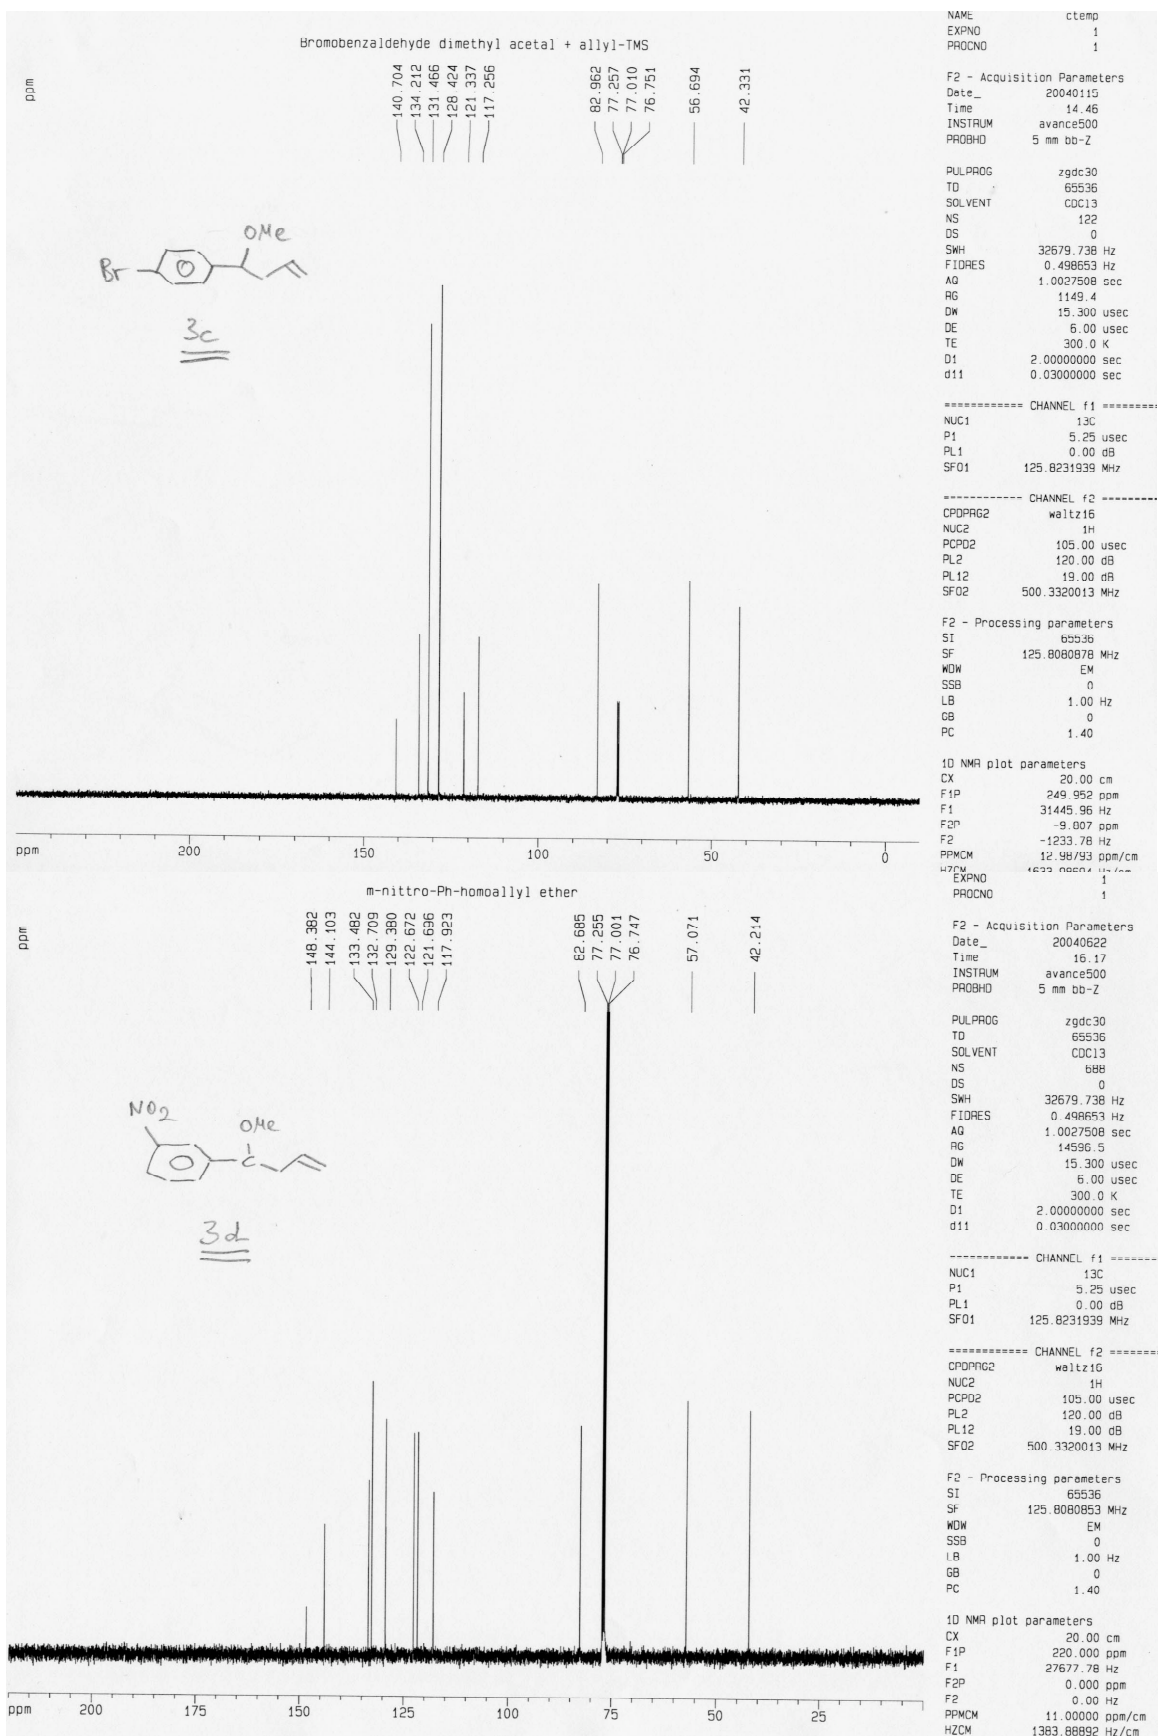 Bromobenzaldehyde dimethyl acetal + allyl-TMS
ppm
140.704
134.212
131.466
128.424
121.337
117.256
82.962
77.257
77.010
76.751
56.694
42.331
OMe
Br
3c
ppm 200 150 100 50 0
NAME ctemp
EXPNO 1
PROCNO 1
F2 - Acquisition Parameters
Date_ 20040115
Time 14.46
INSTRUM avance500
PROBHD 5 mm bb-Z
PULPROG zgdc30
TD 65536
SOLVENT CDCl3
NS 122
DS 0
SWH 32679.738 Hz
FIDRES 0.498653 Hz
AQ 1.0027508 sec
RG 1149.4
DW 15.300 usec
DE 6.00 usec
TE 300.0 K
D1 2.00000000 sec
d11 0.03000000 sec
============ CHANNEL f1 =========
NUC1 13C
P1 5.25 usec
PL1 0.00 dB
SFO1 125.8231939 MHz
============ CHANNEL f2 =========
CPDPRG2 waltz16
NUC2 1H
PCPD2 105.00 usec
PL2 120.00 dB
PL12 19.00 dB
SFO2 500.3320013 MHz
F2 - Processing parameters
SI 65536
SF 125.8080878 MHz
WDW EM
SSB 0
LB 1.00 Hz
GB 0
PC 1.40
1D NMR plot parameters
CX 20.00 cm
F1P 249.952 ppm
F1 31445.96 Hz
F2P -9.807 ppm
F2 -1233.78 Hz
PPMCM 12.98793 ppm/cm
HZCM
m-nittro-Ph-homoallyl ether
ppm
148.382
144.103
133.482
132.709
129.380
122.672
121.696
117.923
82.685
77.255
77.001
76.747
57.071
42.214
NO2
OMe
C
3d
ppm 200 175 150 125 100 75 50 25
EXPNO 1
PROCNO 1
F2 - Acquisition Parameters
Date_ 20040622
Time 16.17
INSTRUM avance500
PROBHD 5 mm bb-Z
PULPROG zgdc30
TD 65536
SOLVENT CDCl3
NS 688
DS 0
SWH 32679.738 Hz
FIDRES 0.498653 Hz
AQ 1.0027508 sec
RG 14596.5
DW 15.300 usec
DE 6.00 usec
TE 300.0 K
D1 2.00000000 sec
d11 0.03000000 sec
============ CHANNEL f1 =======
NUC1 13C
P1 5.25 usec
PL1 0.00 dB
SFO1 125.8231939 MHz
============ CHANNEL f2 ========
CPDPRG2 waltz16
NUC2 1H
PCPD2 105.00 usec
PL2 120.00 dB
PL12 19.00 dB
SFO2 500.3320013 MHz
F2 - Processing parameters
SI 65536
SF 125.8080853 MHz
WDW EM
SSB 0
LB 1.00 Hz
GB 0
PC 1.40
1D NMR plot parameters
CX 20.00 cm
F1P 220.000 ppm
F1 27677.78 Hz
F2P 0.000 ppm
F2 0.00 Hz
PPMCM 11.00000 ppm/cm
HZCM 1383.88892 Hz/cm